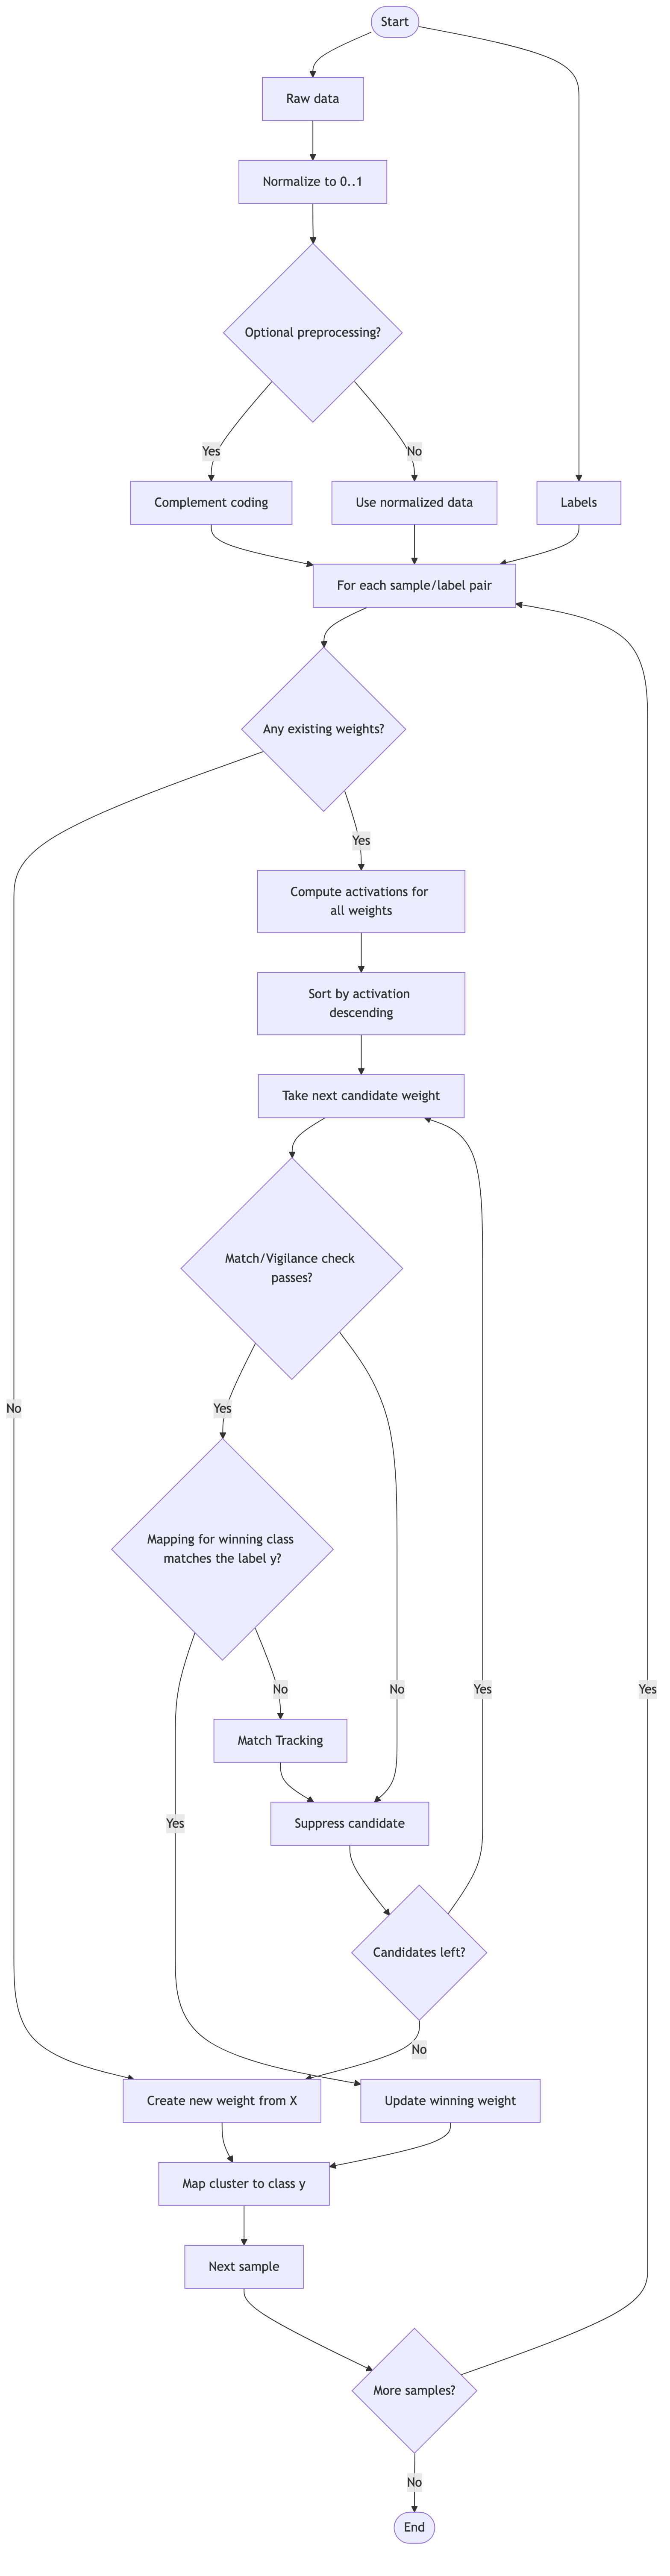 Start
Raw data
Normalize to 0..1
Optional preprocessing?
Yes
No
Complement coding
Use normalized data
Labels
For each sample/label pair
Any existing weights?
Yes
Compute activations for
all weights
Sort by activation
descending
Take next candidate weight
Match/Vigilance check
passes?
No
Yes
Mapping for winning class
matches the label y?
No
No
Yes
Yes
Match Tracking
Yes
Suppress candidate
Candidates left?
No
Create new weight from X
Update winning weight
Map cluster to class y
Next sample
More samples?
No
End